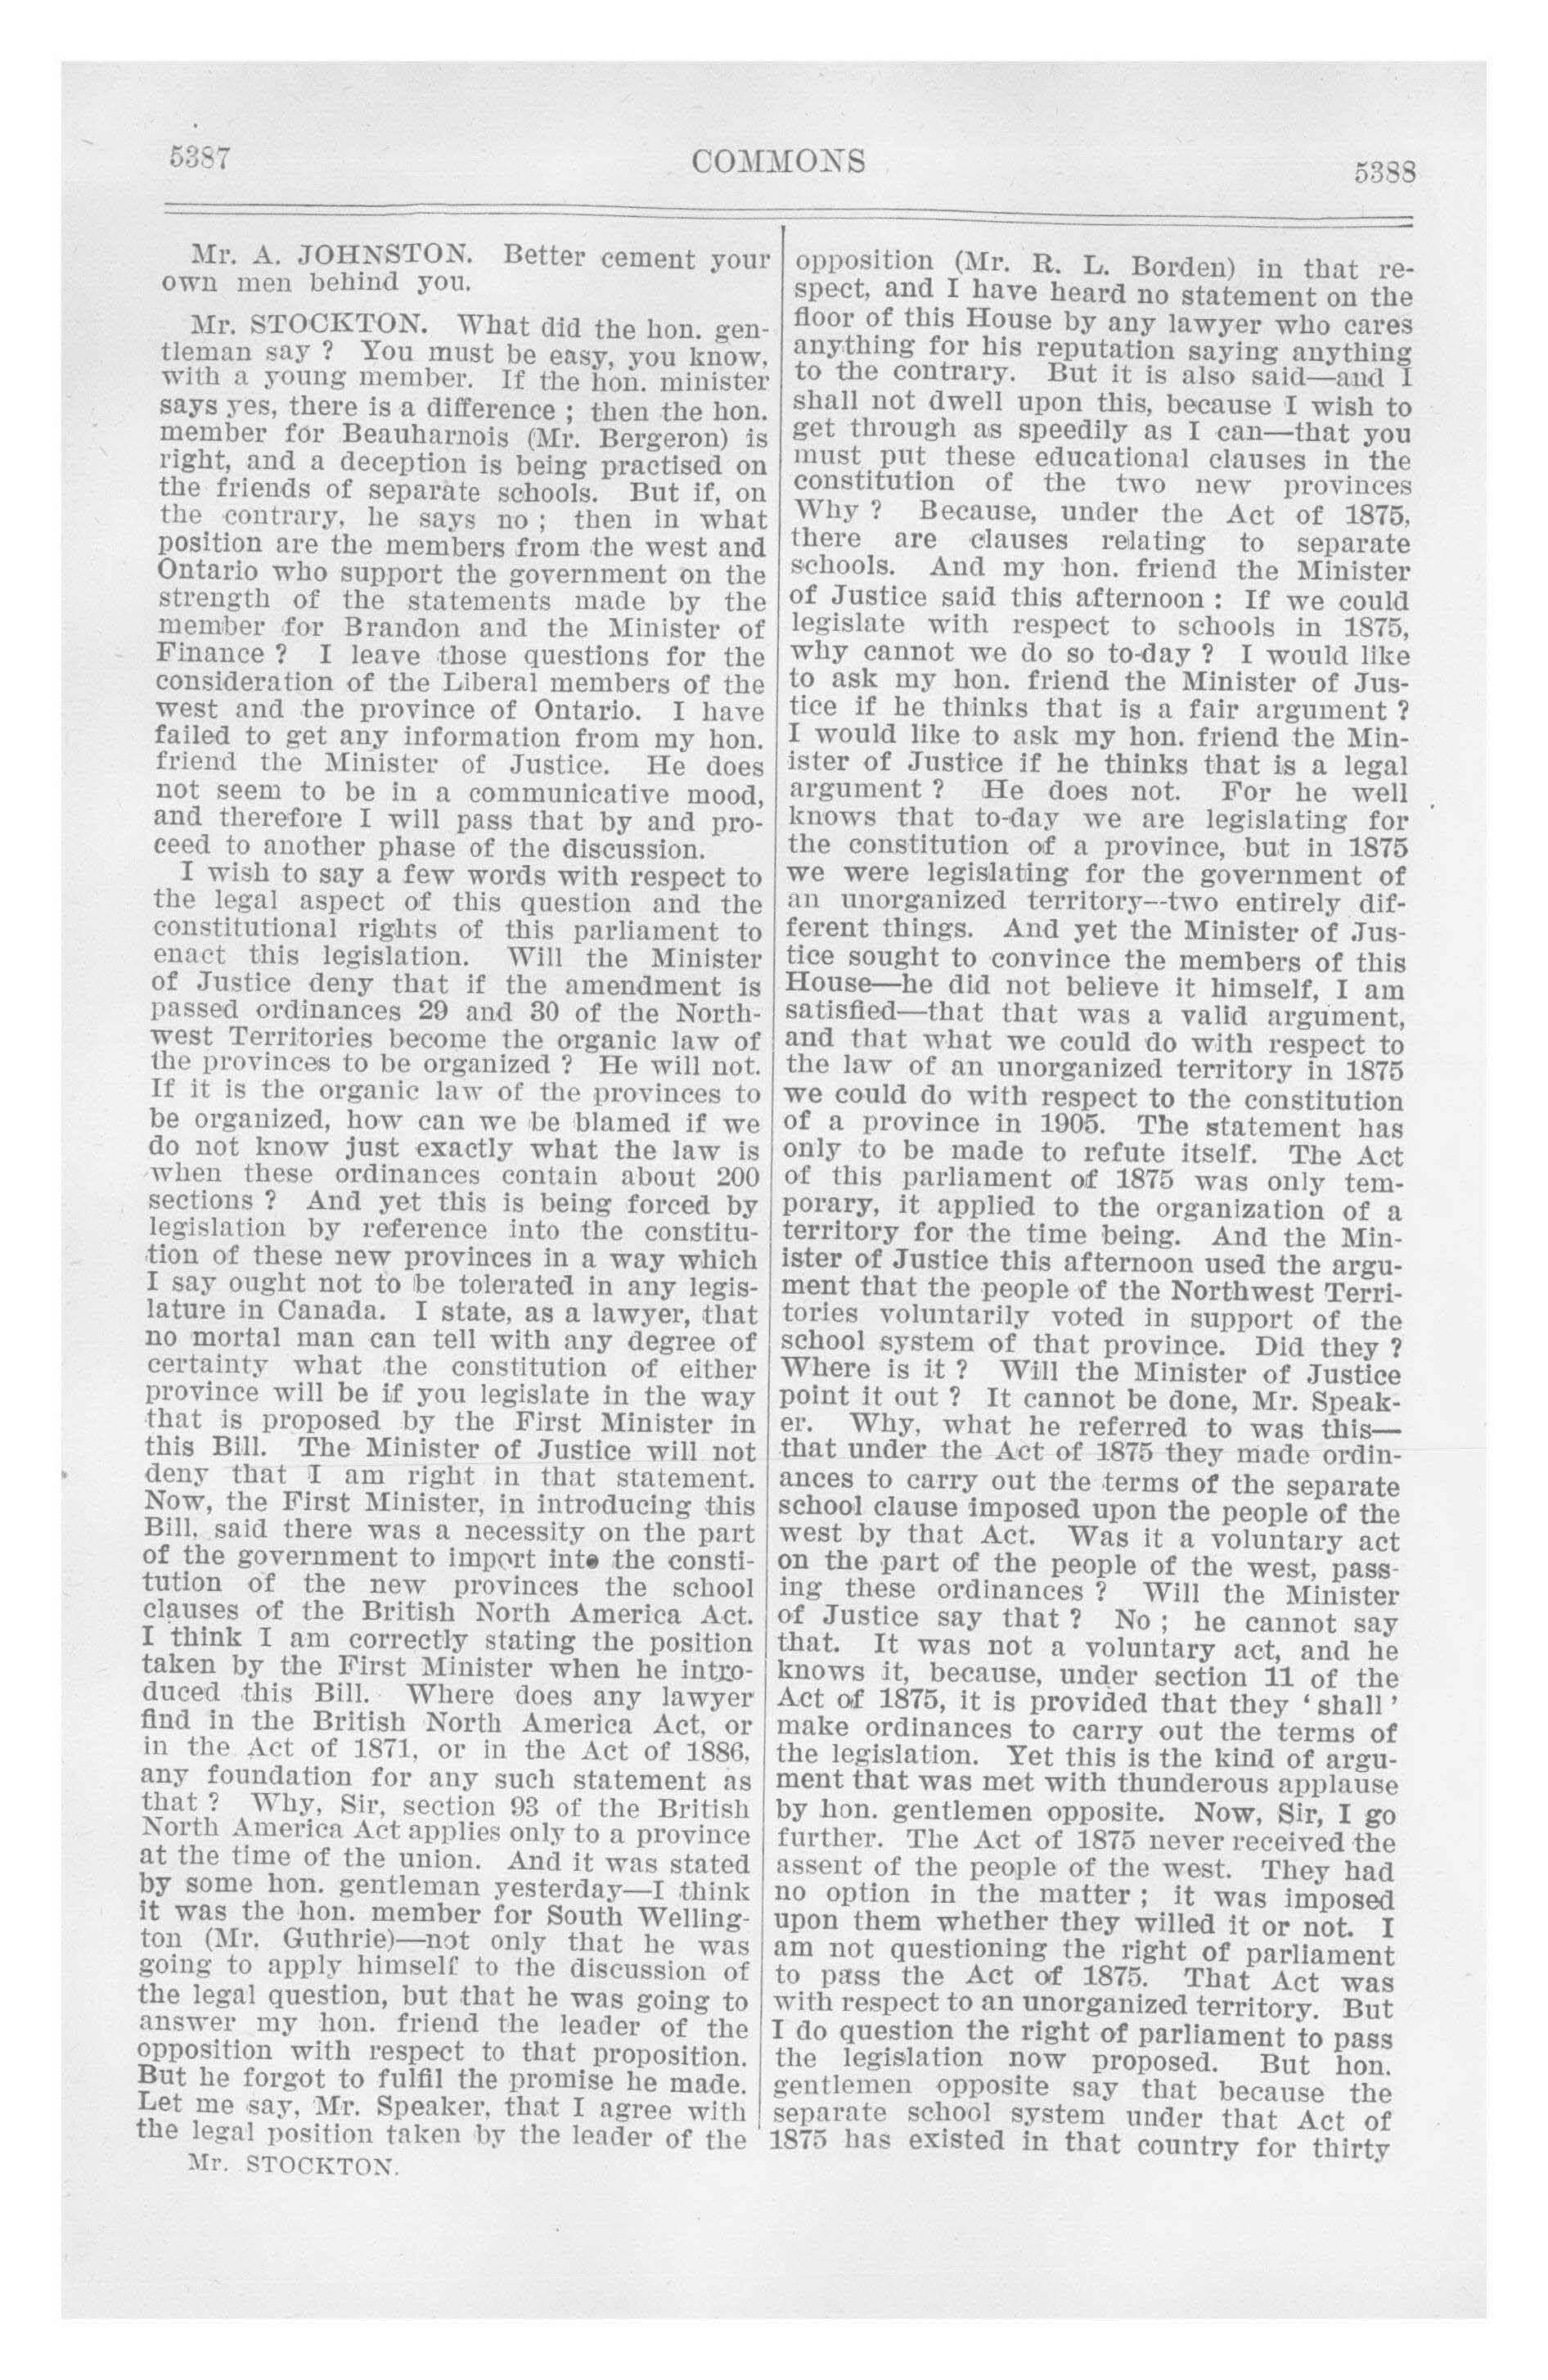 5387
COMMONS
5388
Mr. A. JOHNSTON. Better cement your
own men behind you.
Mr. STOCKTON. What did the hon. gen-
tleman say ? You must be easy, you know,
with a young member. If the hon. minister
says yes, there is a difference ; then the hon.
member for Beauharnois (Mr. Bergeron) is
right, and a deception is being practised on
the friends of separate schools. But if, on
the contrary, he says no ; then in what
position are the members from the west and
Ontario who support the government on the
strength of the statements made by the
member for Brandon and the Minister of
Finance ? I leave those questions for the
consideration of the Liberal members of the
west and the province of Ontario. I have
failed to get any information from my hon.
friend the Minister of Justice. He does
not seem to be in a communicative mood,
and therefore I will pass that by and pro-
ceed to another phase of the discussion.
I wish to say a few words with respect to
the legal aspect of this question and the
constitutional rights of this parliament to
enact this legislation. Will the Minister
of Justice deny that if the amendment is
passed ordinances 29 and 30 of the North-
west Territories become the organic law of
the provinces to be organized ? He will not.
If it is the organic law of the provinces to
be organized, how can we be blamed if we
do not know just exactly what the law is
when these ordinances contain about 200
sections ? And yet this is being forced by
legislation by reference into the constitu-
tion of these new provinces in a way which
I say ought not to be tolerated in any legis-
lature in Canada. I state, as a lawyer, that
no mortal man can tell with any degree of
certainty what the constitution of either
province will be if you legislate in the way
that is proposed by the First Minister in
this Bill. The Minister of Justice will not
deny that I am right in that statement.
Now, the First Minister, in introducing this
Bill, said there was a necessity on the part
of the government to import into the consti-
tution of the new provinces the school
clauses of the British North America Act.
I think I am correctly stating the position
taken by the First Minister when he intro-
duced this Bill. Where does any lawyer
find in the British North America Act, or
in the Act of 1871, or in the Act of 1886,
any foundation for any such statement as
that ? Why, Sir, section 93 of the British
North America Act applies only to a province
at the time of the union. And it was stated
by some hon. gentleman yesterday—I think
it was the hon. member for South Welling-
ton (Mr. Guthrie)—not only that he was
going to apply himself to the discussion of
the legal question, but that he was going to
answer my hon. friend the leader of the
opposition with respect to that proposition.
But he forgot to fulfil the promise he made.
Let me say, Mr. Speaker, that I agree with
the legal position taken by the leader of the
Mr. STOCKTON.
opposition (Mr. R. L. Borden) in that re-
spect, and I have heard no statement on the
floor of this House by any lawyer who cares
anything for his reputation saying anything
to the contrary. But it is also said—and I
shall not dwell upon this, because I wish to
get through as speedily as I can—that you
must put these educational clauses in the
constitution of the two new provinces
Why ? Because, under the Act of 1875,
there are clauses relating to separate
schools. And my hon. friend the Minister
of Justice said this afternoon : If we could
legislate with respect to schools in 1875,
why cannot we do so to-day ? I would like
to ask my hon. friend the Minister of Jus-
tice if he thinks that is a fair argument ?
I would like to ask my hon. friend the Min-
ister of Justice if he thinks that is a legal
argument ? He does not. For he well
knows that to-day we are legislating for
the constitution of a province, but in 1875
we were legislating for the government of
an unorganized territory--two entirely dif-
ferent things. And yet the Minister of Jus-
tice sought to convince the members of this
House—he did not believe it himself, I am
satisfied—that that was a valid argument,
and that what we could do with respect to
the law of an unorganized territory in 1875
we could do with respect to the constitution
of a province in 1905. The statement has
only to be made to refute itself. The Act
of this parliament of 1875 was only tem-
porary, it applied to the organization of a
territory for the time being. And the Min-
ister of Justice this afternoon used the argu-
ment that the people of the Northwest Terri-
tories voluntarily voted in support of the
school system of that province. Did they ?
Where is it ? Will the Minister of Justice
point it out ? It cannot be done, Mr. Speak-
er. Why, what he referred to was this—
that under the Act of 1875 they made ordin-
ances to carry out the terms of the separate
school clause imposed upon the people of the
west by that Act. Was it a voluntary act
on the part of the people of the west, pass-
ing these ordinances ? Will the Minister
of Justice say that ? No ; he cannot say
that. It was not a voluntary act, and he
knows it, because, under section 11 of the
Act of 1875, it is provided that they ‘ shall ’
make ordinances to carry out the terms of
the legislation. Yet this is the kind of argu-
ment that was met with thunderous applause
by hon. gentlemen opposite. Now, Sir, I go
further. The Act of 1875 never received the
assent of the people of the west. They had
no option in the matter ; it was imposed
upon them whether they willed it or not. I
am not questioning the right of parliament
to pass the Act of 1875. That Act was
with respect to an unorganized territory. But
I do question the right of parliament to pass
the legislation now proposed. But hon.
gentlemen opposite say that because the
separate school system under that Act of
1875 has existed in that country for thirty